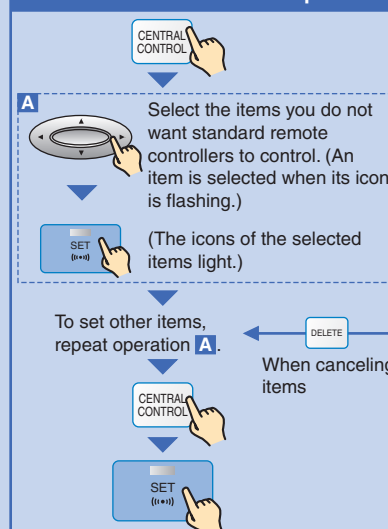 CENTRAL
CONTROL
A
Select the items you do not
want standard remote
controllers to control. (An
item is selected when its icon
is flashing.)
SET
(The icons of the selected
items light.)
To set other items,
repeat operation A.
DELETE
When canceling
items
CENTRAL
CONTROL
SET